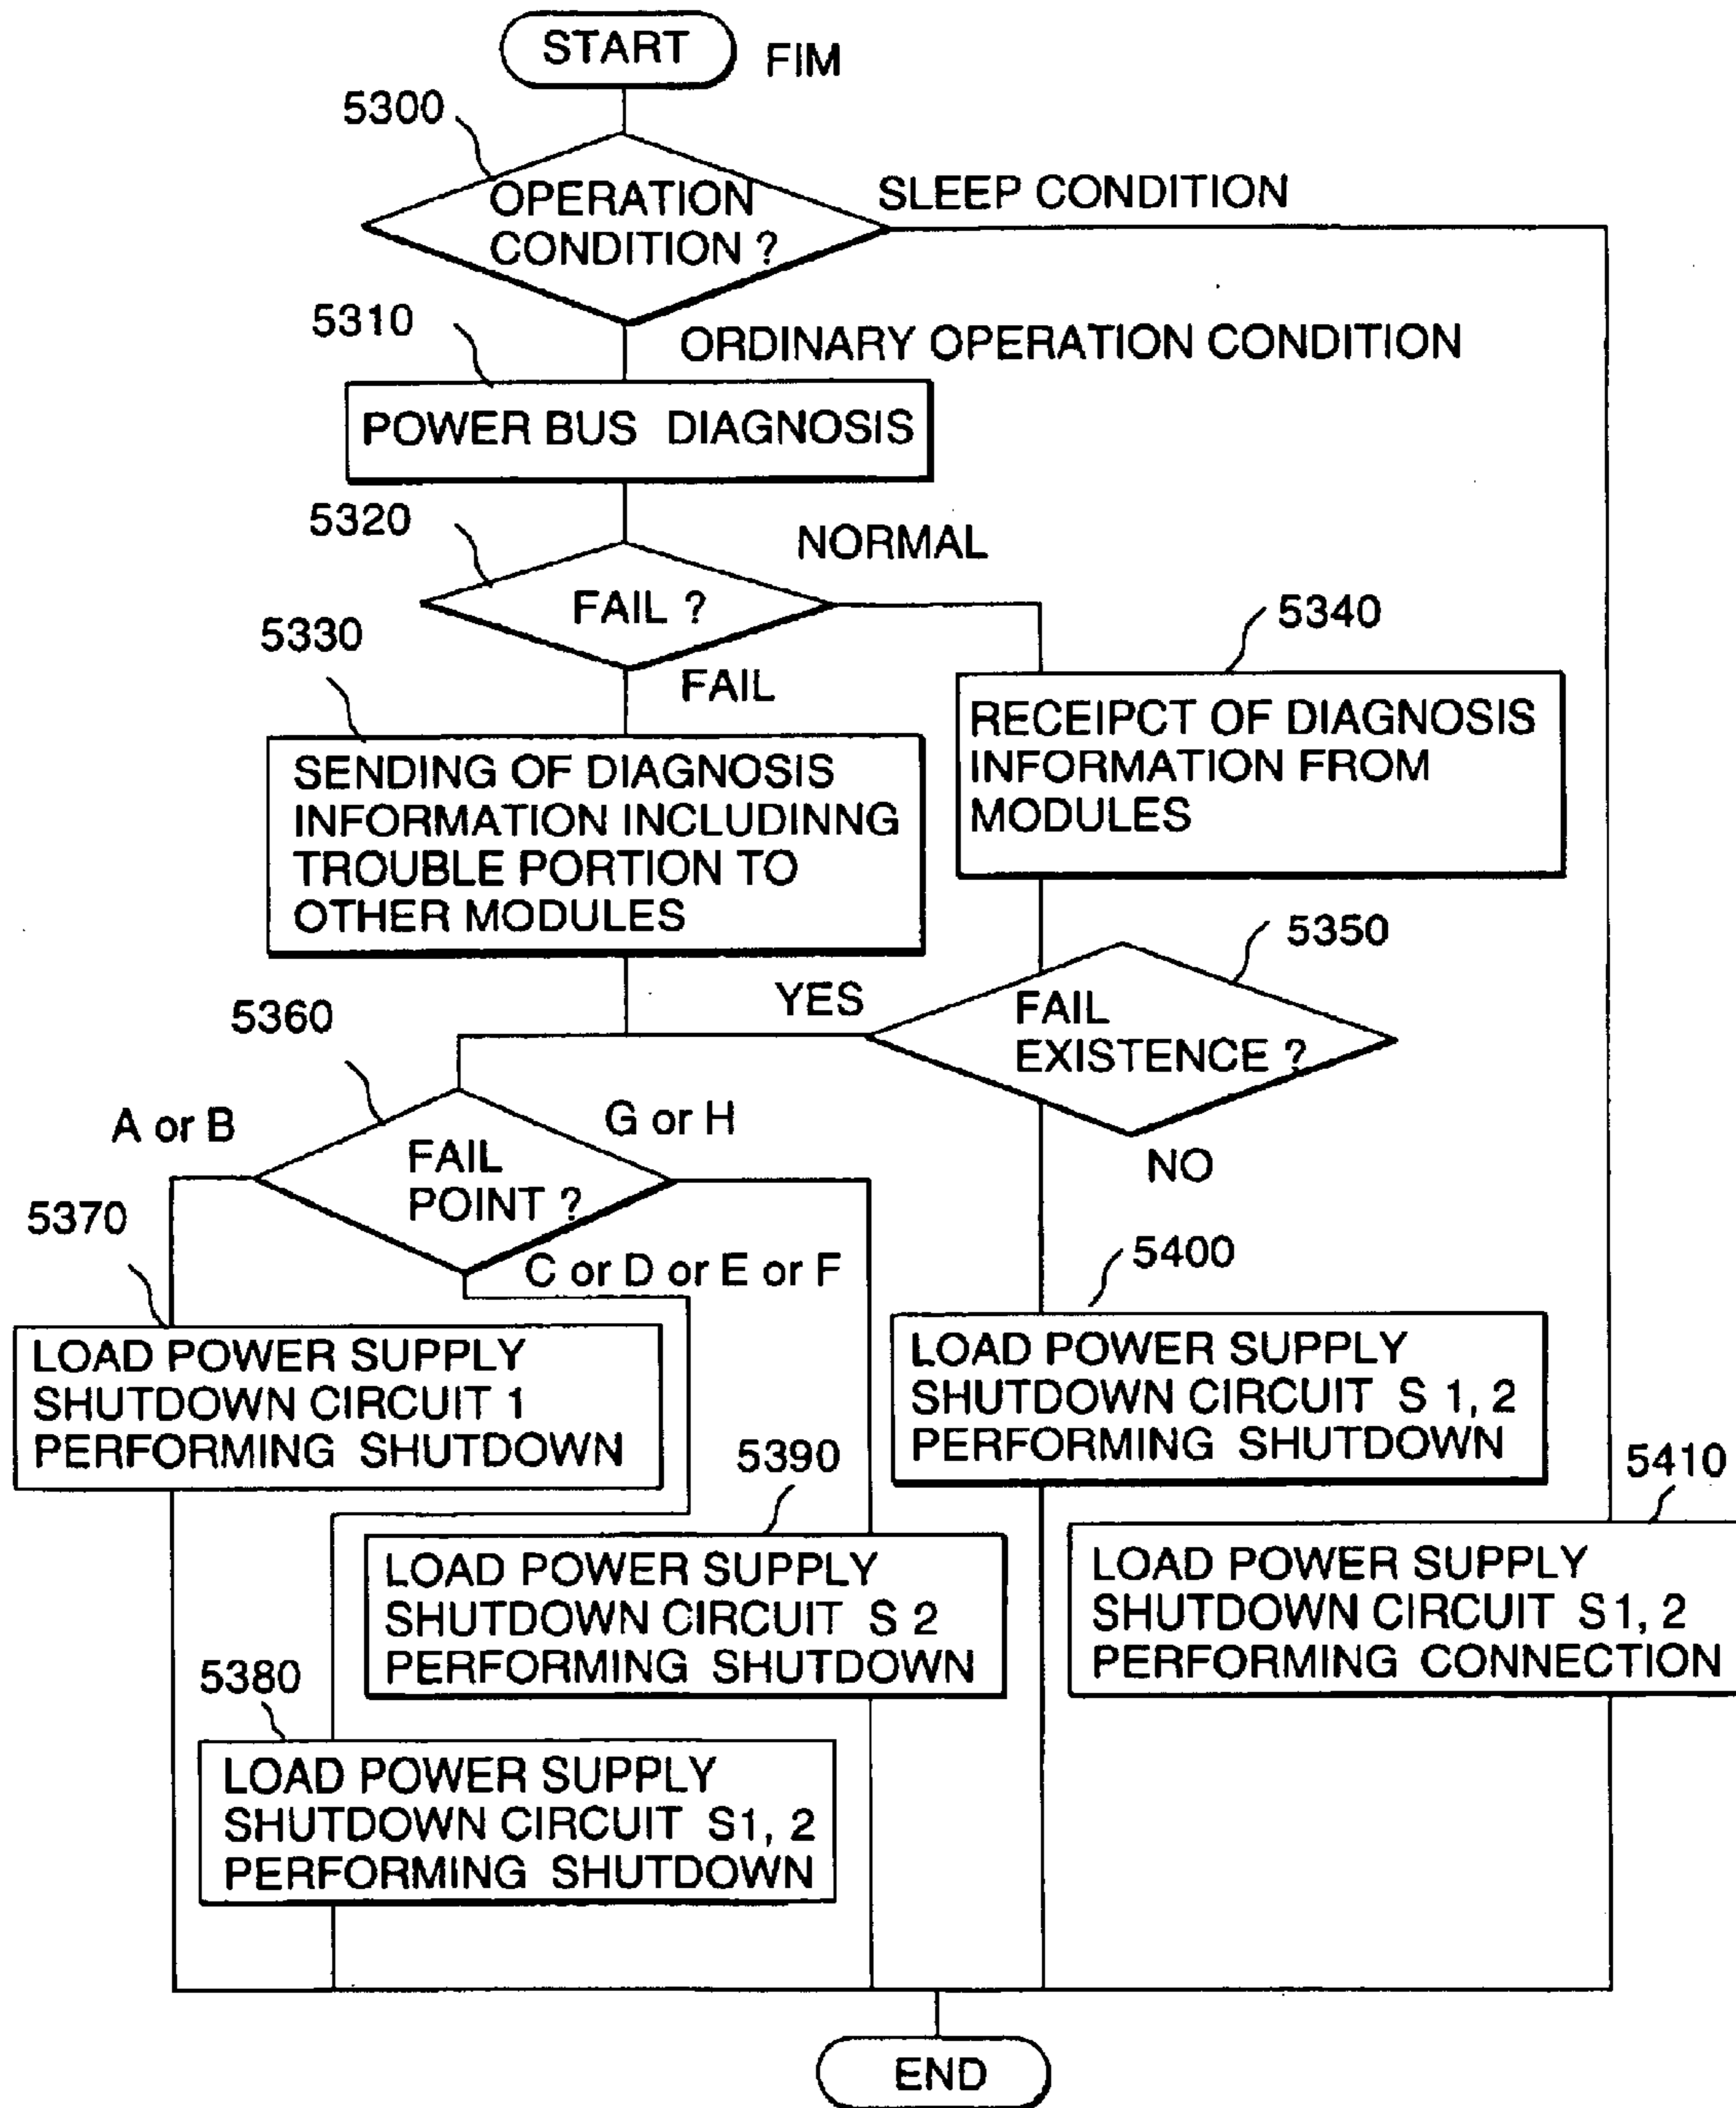 START
FIM
5300
OPERATION
CONDITION ?
SLEEP CONDITION
5310
ORDINARY OPERATION CONDITION
POWER BUS DIAGNOSIS
5320
NORMAL
FAIL ?
5330
5340
FAIL
RECEIPCT OF DIAGNOSIS
INFORMATION FROM
MODULES
SENDING OF DIAGNOSIS
INFORMATION INCLUDINNG
TROUBLE PORTION TO
OTHER MODULES
5350
YES
FAIL
EXISTENCE ?
5360
NO
A or B
G or H
FAIL
POINT ?
C or D or E or F
5370
5400
LOAD POWER SUPPLY
SHUTDOWN CIRCUIT 1
PERFORMING SHUTDOWN
LOAD POWER SUPPLY
SHUTDOWN CIRCUIT S 1, 2
PERFORMING SHUTDOWN
5390
5410
LOAD POWER SUPPLY
SHUTDOWN CIRCUIT S 2
PERFORMING SHUTDOWN
LOAD POWER SUPPLY
SHUTDOWN CIRCUIT S1, 2
PERFORMING CONNECTION
5380
LOAD POWER SUPPLY
SHUTDOWN CIRCUIT S1, 2
PERFORMING SHUTDOWN
END